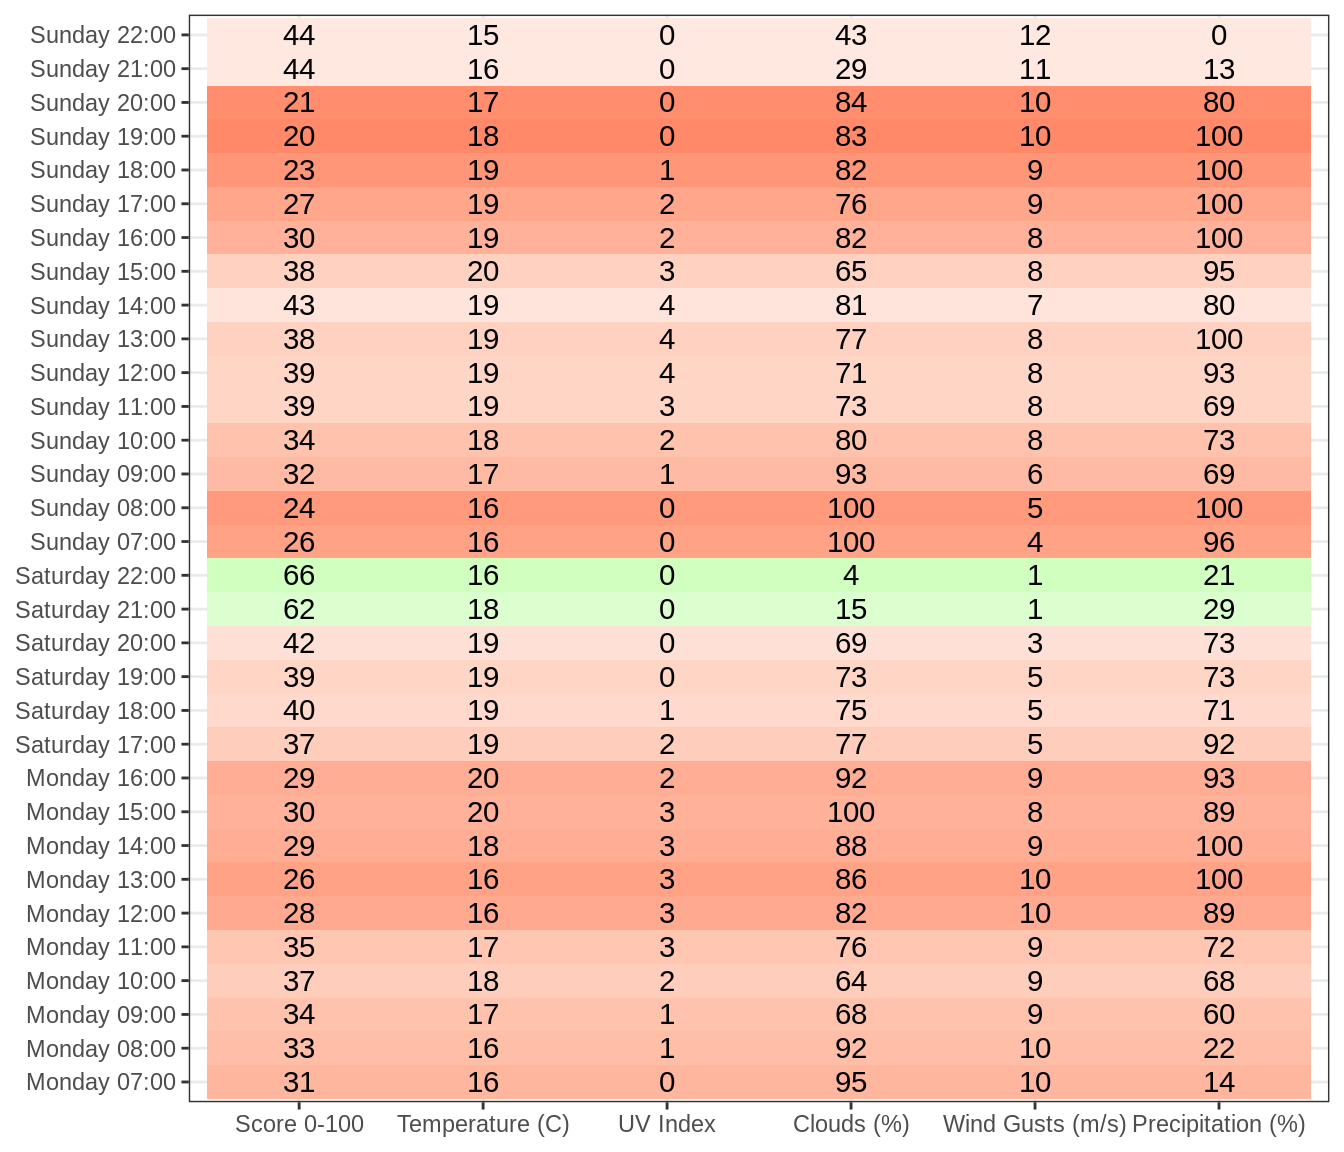 Sunday 22:00 44 15 0 43 12 0
Sunday 21:00 44 16 0 29 11 13
Sunday 20:00 21 17 0 84 10 80
Sunday 19:00 20 18 0 83 10 100
Sunday 18:00 23 19 1 82 9 100
Sunday 17:00 27 19 2 76 9 100
Sunday 16:00 30 19 2 82 8 100
Sunday 15:00 38 20 3 65 8 95
Sunday 14:00 43 19 4 81 7 80
Sunday 13:00 38 19 4 77 8 100
Sunday 12:00 39 19 4 71 8 93
Sunday 11:00 39 19 3 73 8 69
Sunday 10:00 34 18 2 80 8 73
Sunday 09:00 32 17 1 93 6 69
Sunday 08:00 24 16 0 100 5 100
Sunday 07:00 26 16 0 100 4 96
Saturday 22:00 66 16 0 4 1 21
Saturday 21:00 62 18 0 15 1 29
Saturday 20:00 42 19 0 69 3 73
Saturday 19:00 39 19 0 73 5 73
Saturday 18:00 40 19 1 75 5 71
Saturday 17:00 37 19 2 77 5 92
Monday 16:00 29 20 2 92 9 93
Monday 15:00 30 20 3 100 8 89
Monday 14:00 29 18 3 88 9 100
Monday 13:00 26 16 3 86 10 100
Monday 12:00 28 16 3 82 10 89
Monday 11:00 35 17 3 76 9 72
Monday 10:00 37 18 2 64 9 68
Monday 09:00 34 17 1 68 9 60
Monday 08:00 33 16 1 92 10 22
Monday 07:00 31 16 0 95 10 14
Score 0-100 Temperature (C) UV Index Clouds (%) Wind Gusts (m/s) Precipitation (%)